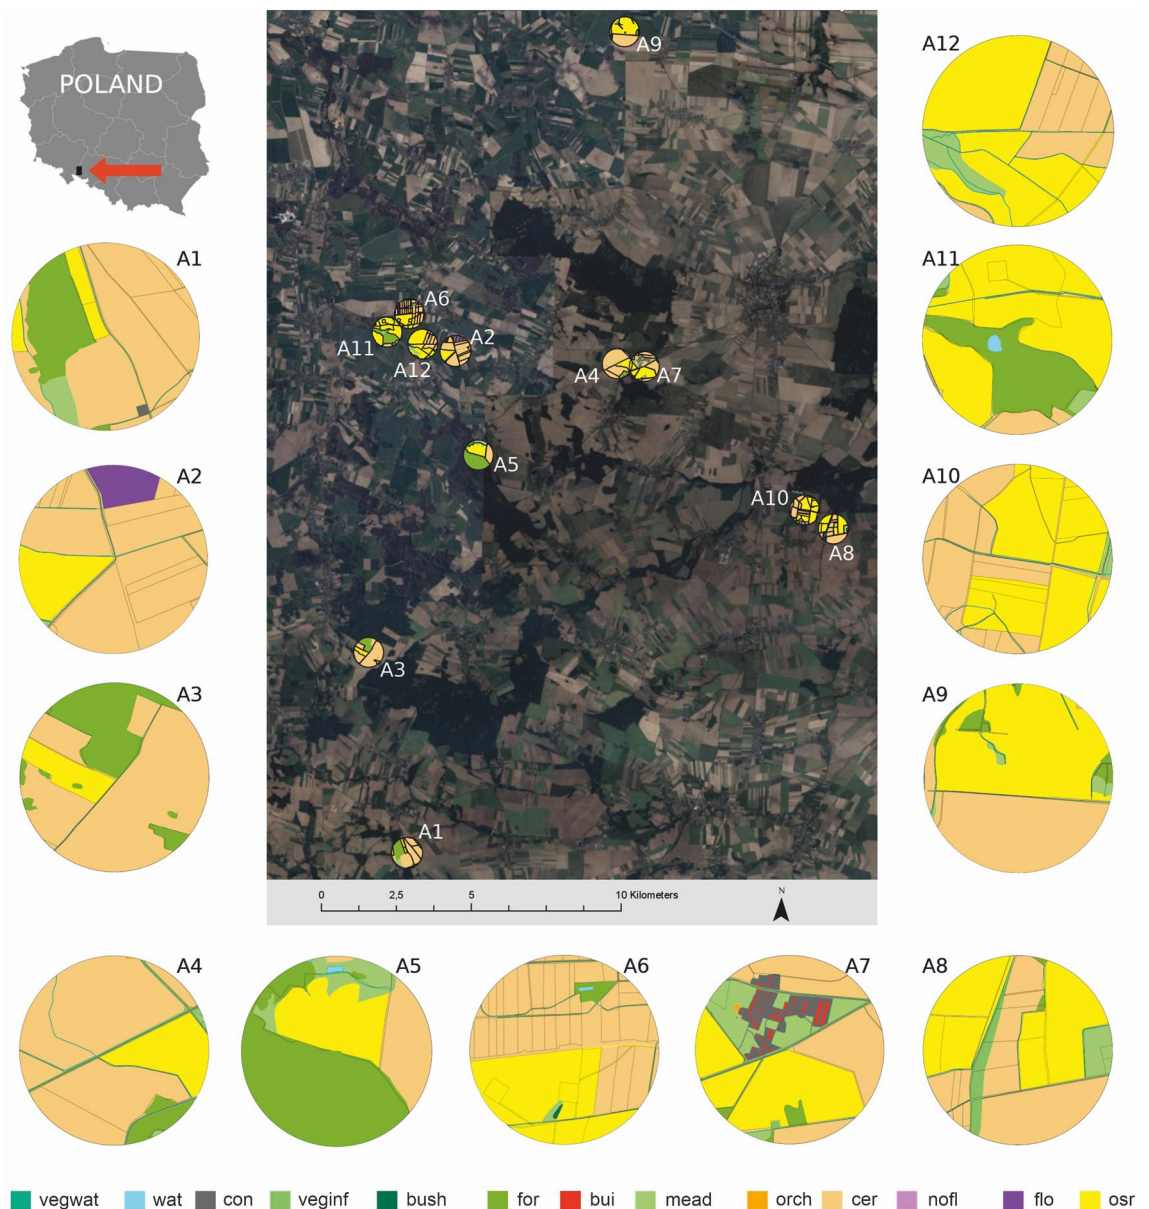 POLAND
A9
A12
A1
A11
A6
A11
A2
A12
A4
A7
A2
A5
A10
A10
A8
A3
A3
A9
A1
N
0
2,5
5
10 Kilometers
A4
A5
A6
A7
A8
vegwat wat con veginf bush for bui mead orch cer nofl flo osr